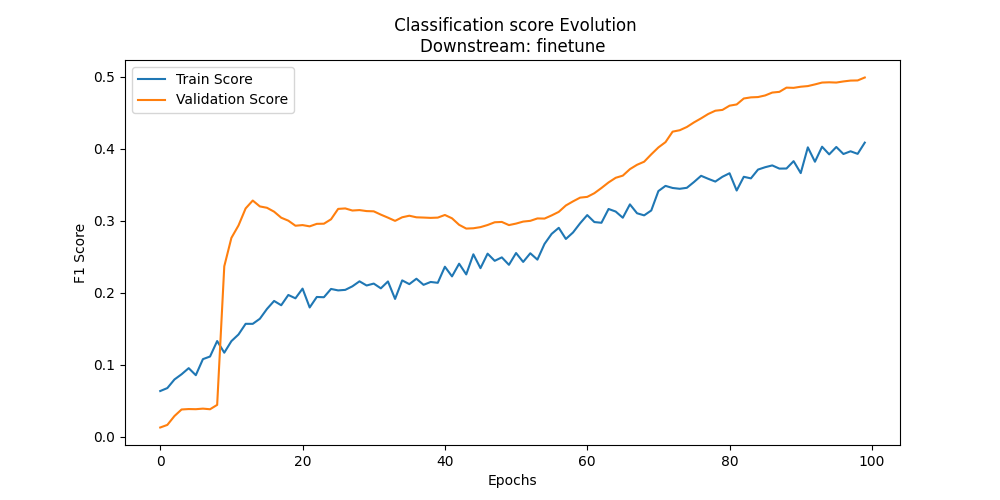 Classification score Evolution
Downstream: finetune
Train Score
Validation Score
0.5
0.4
0.3
0.2
0.1
0.0
F1 Score
0 20 40 60 80 100
Epochs